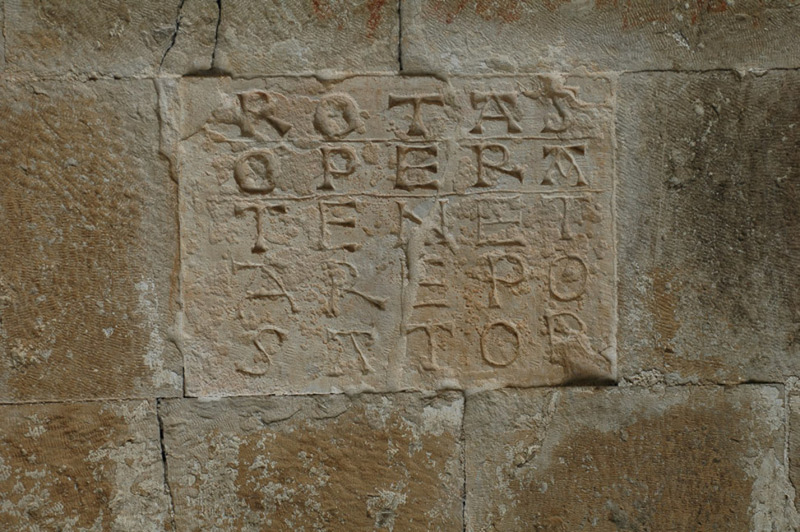 ROTAS
OPERA
TENET
AREPO
SATOR